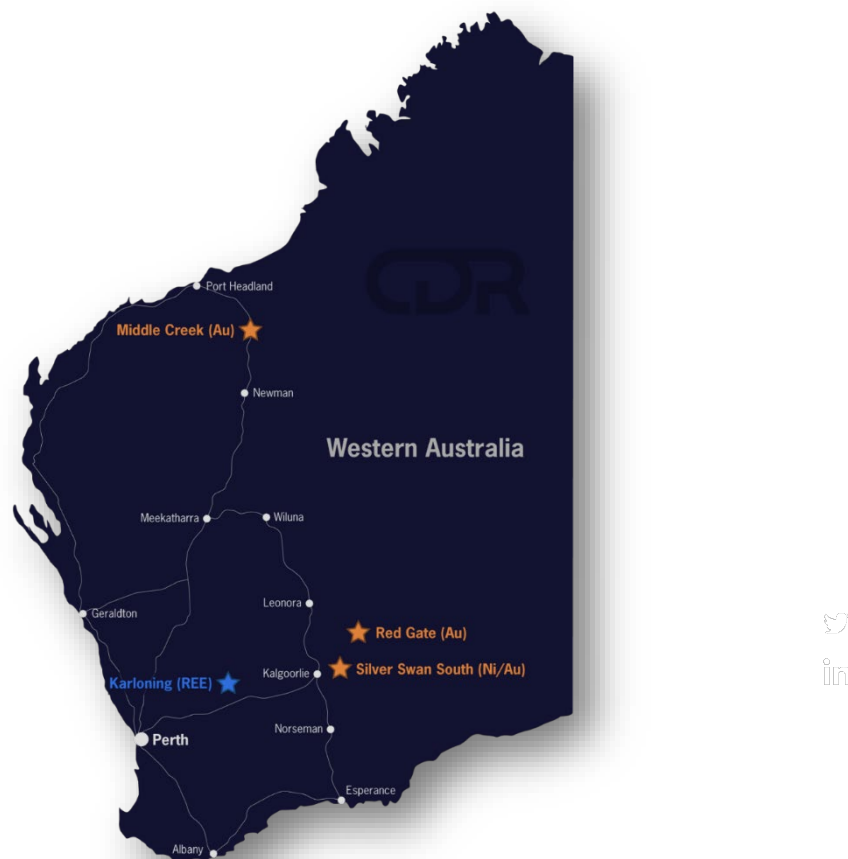 CDR
Port Headland
Middle Creek (Au)
Newman
Western Australia
Meekatharra
Wiluna
Leonora
Geraldton
Red Gate (Au)
Silver Swan South (Ni/Au)
Kalgoorlie
Karloning (REE)
Norseman
Perth
Esperance
Albany
in